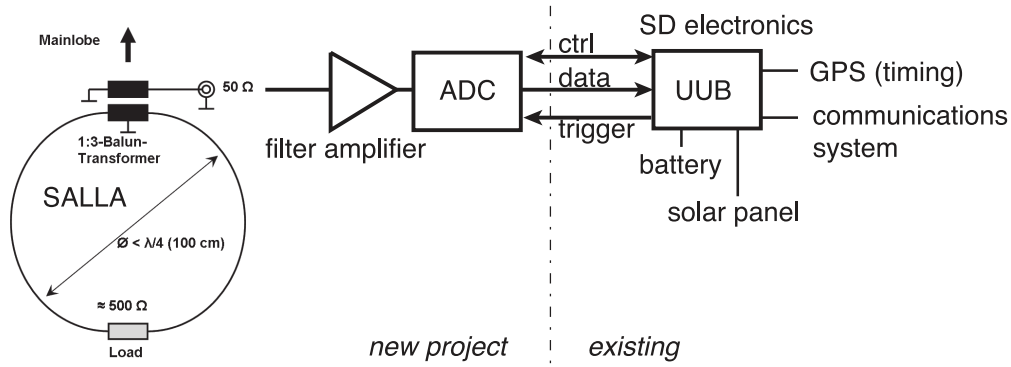 Mainlobe
50 Ω
1:3-Balun-
Transformer
SALLA
Ø < λ/4 (100 cm)
≈ 500 Ω
Load
filter amplifier
ADC
ctrl
data
trigger
SD electronics
UUB
GPS (timing)
communications
system
battery
solar panel
new project
existing